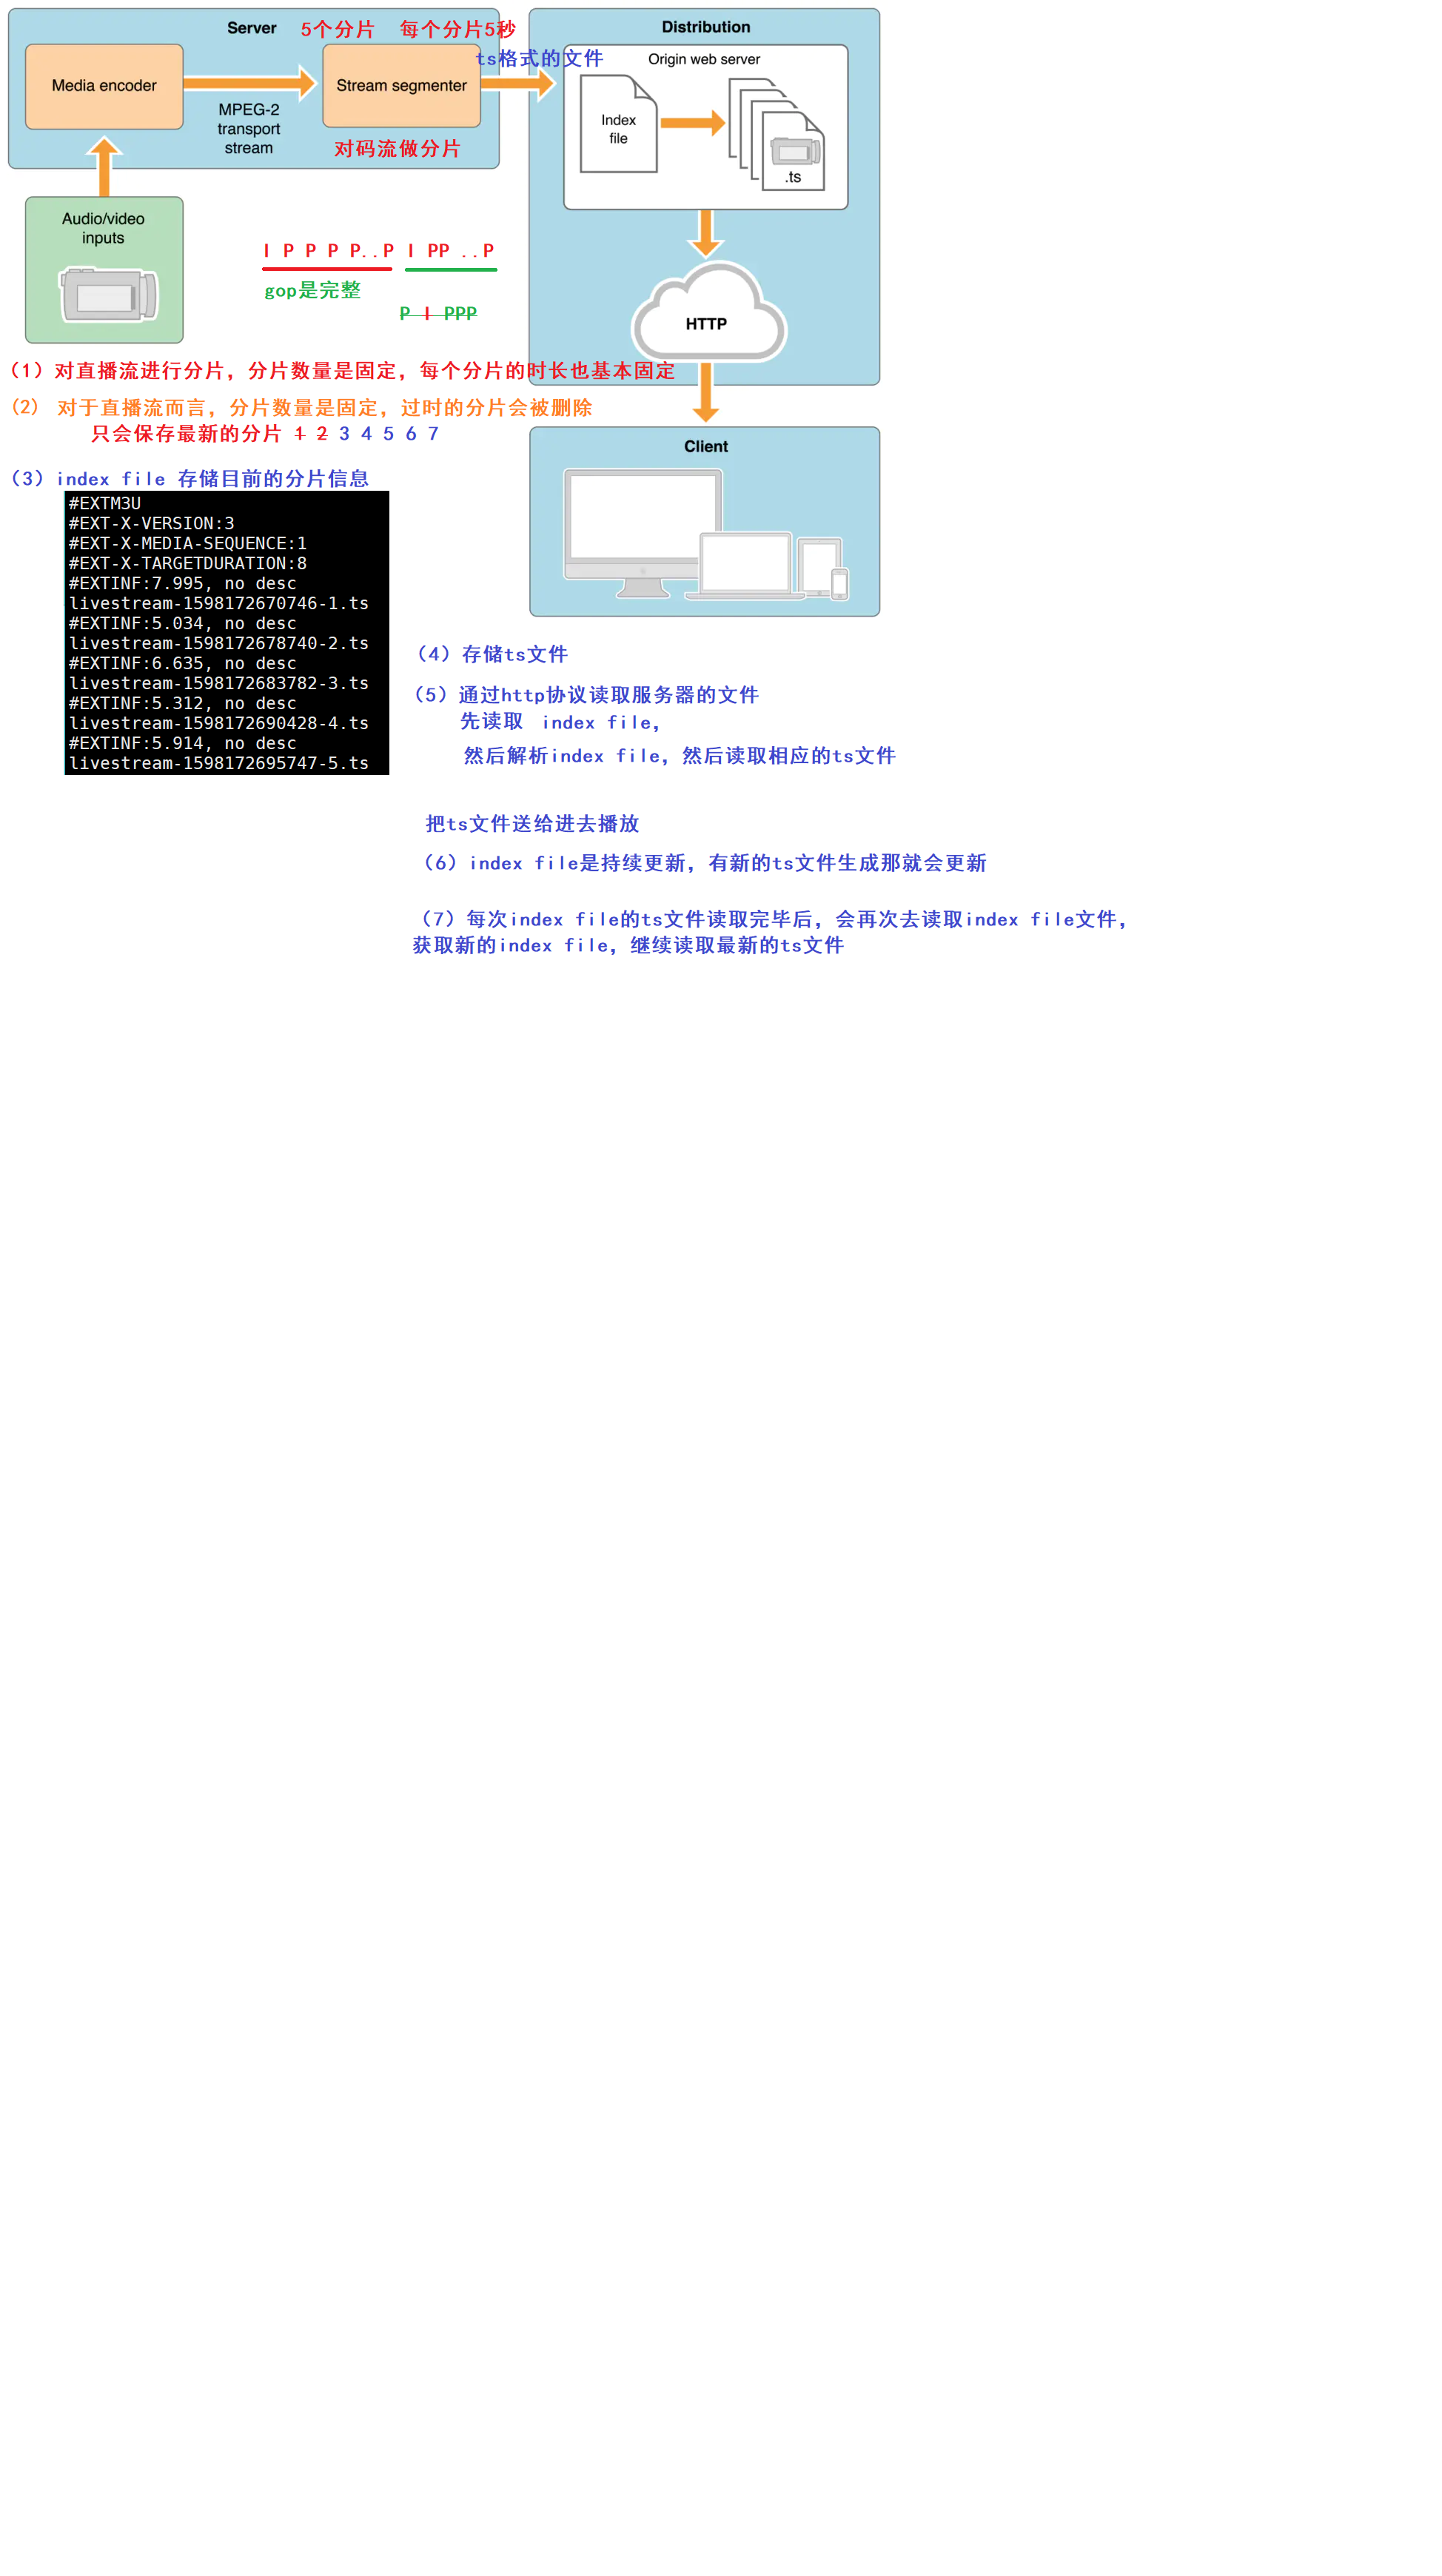 Server
5个分片 每个分片5秒
Distribution
ts格式的文件
Origin web server
Media encoder
Stream segmenter
MPEG-2
transport
stream
对码流做分片
Index
file
.ts
Audio/video
inputs
I P P P P..P I PP ..P
gop是完整
P I PPP
HTTP
（1）对直播流进行分片，分片数量是固定，每个分片的时长也基本固定
（2） 对于直播流而言，分片数量是固定，过时的分片会被删除
只会保存最新的分片 1 2 3 4 5 6 7
Client
（3）index file 存储目前的分片信息
#EXTM3U
#EXT-X-VERSION:3
#EXT-X-MEDIA-SEQUENCE:1
#EXT-X-TARGETDURATION:8
#EXTINF:7.995, no desc
livestream-1598172670746-1.ts
#EXTINF:5.034, no desc
livestream-1598172678740-2.ts
#EXTINF:6.635, no desc
livestream-1598172683782-3.ts
#EXTINF:5.312, no desc
livestream-1598172690428-4.ts
#EXTINF:5.914, no desc
livestream-1598172695747-5.ts
（4）存储ts文件
（5）通过http协议读取服务器的文件
先读取 index file，
然后解析index file，然后读取相应的ts文件
把ts文件送给进去播放
（6）index file是持续更新，有新的ts文件生成那就会更新
（7）每次index file的ts文件读取完毕后，会再次去读取index file文件，
获取新的index file，继续读取最新的ts文件